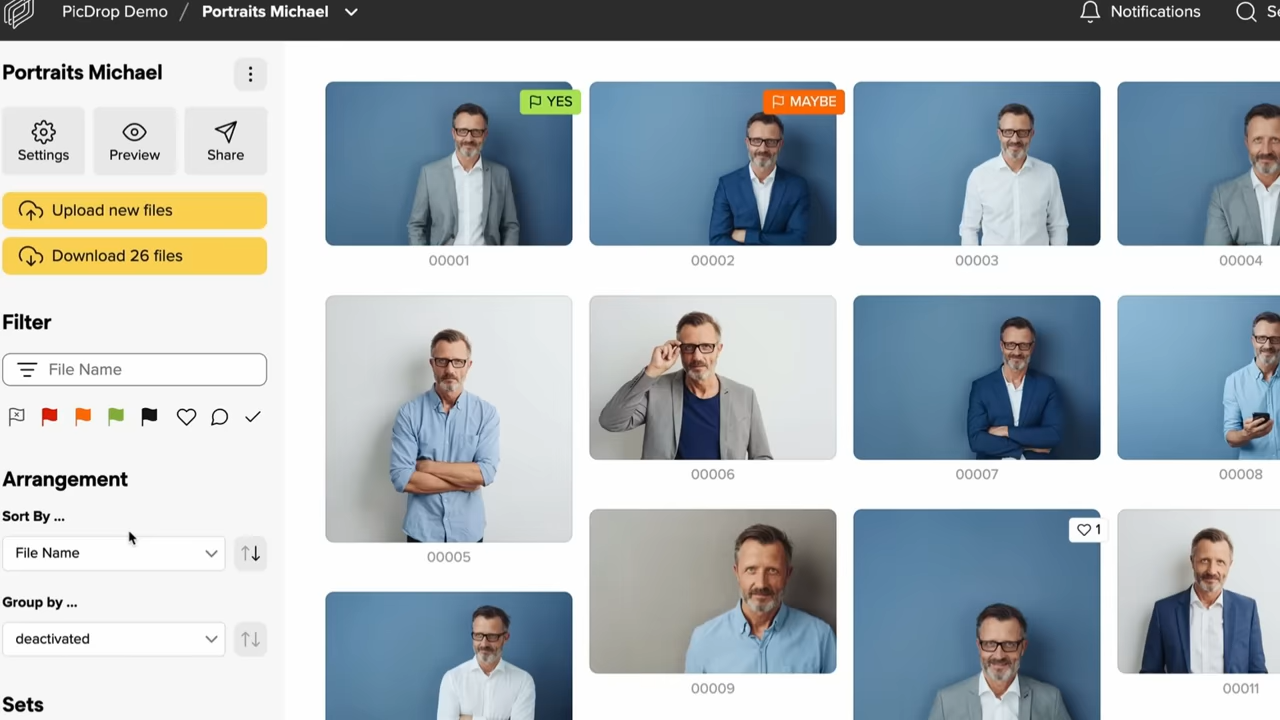 PicDrop Demo / Portraits Michael
Notifications
Portraits Michael
Settings
Preview
Share
Upload new files
Download 26 files
Filter
File Name
Arrangement
Sort By ...
File Name
Group by ...
deactivated
Sets
YES
MAYBE
00001
00002
00003
00004
00005
00006
00007
00008
1
00009
00011